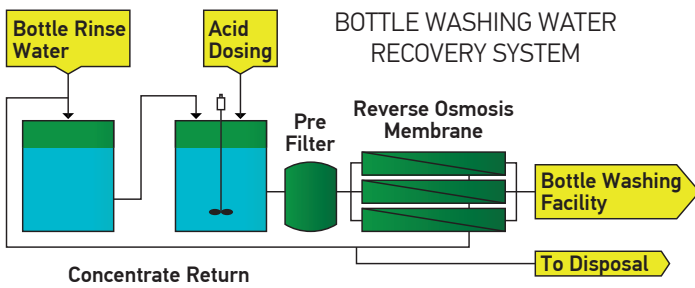 BOTTLE WASHING WATER
RECOVERY SYSTEM
Bottle Rinse
Water
Acid
Dosing
Pre
Filter
Reverse Osmosis
Membrane
Bottle Washing
Facility
To Disposal
Concentrate Return